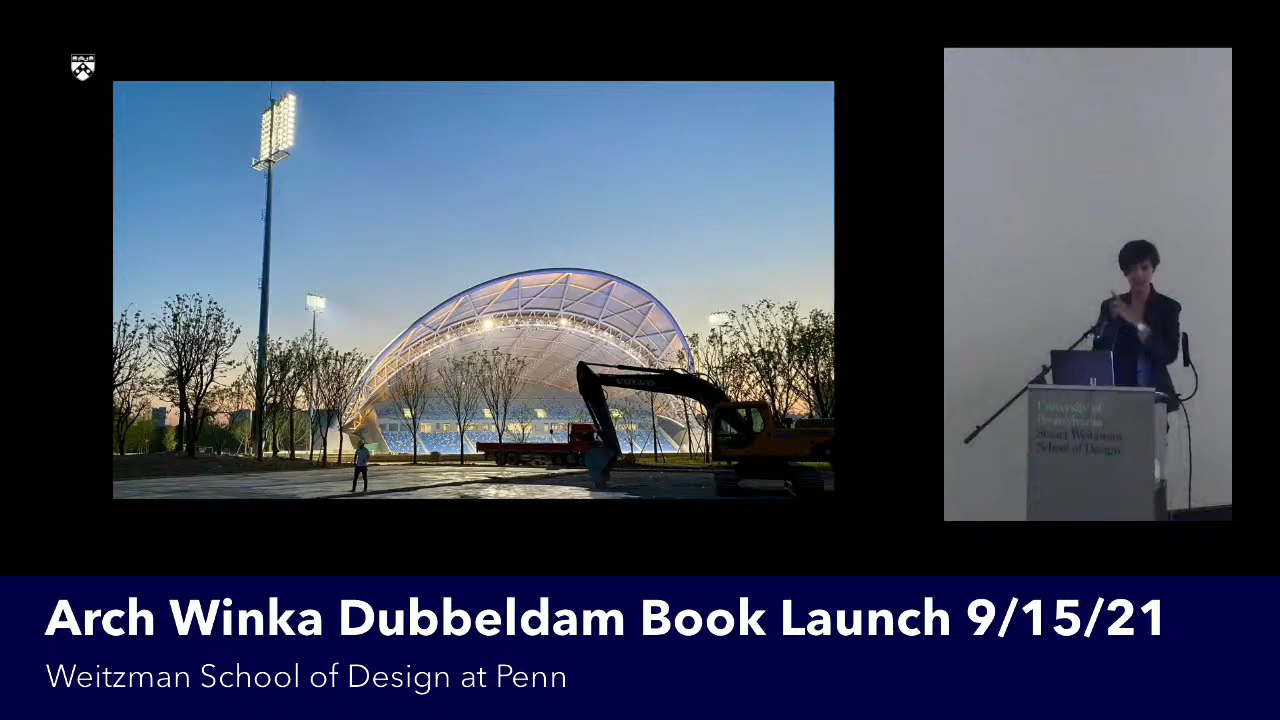 VOLVO
University of
Pennsylvania
Stuart Weitzman
School of Design
Arch Winka Dubbeldam Book Launch 9/15/21
Weitzman School of Design at Penn